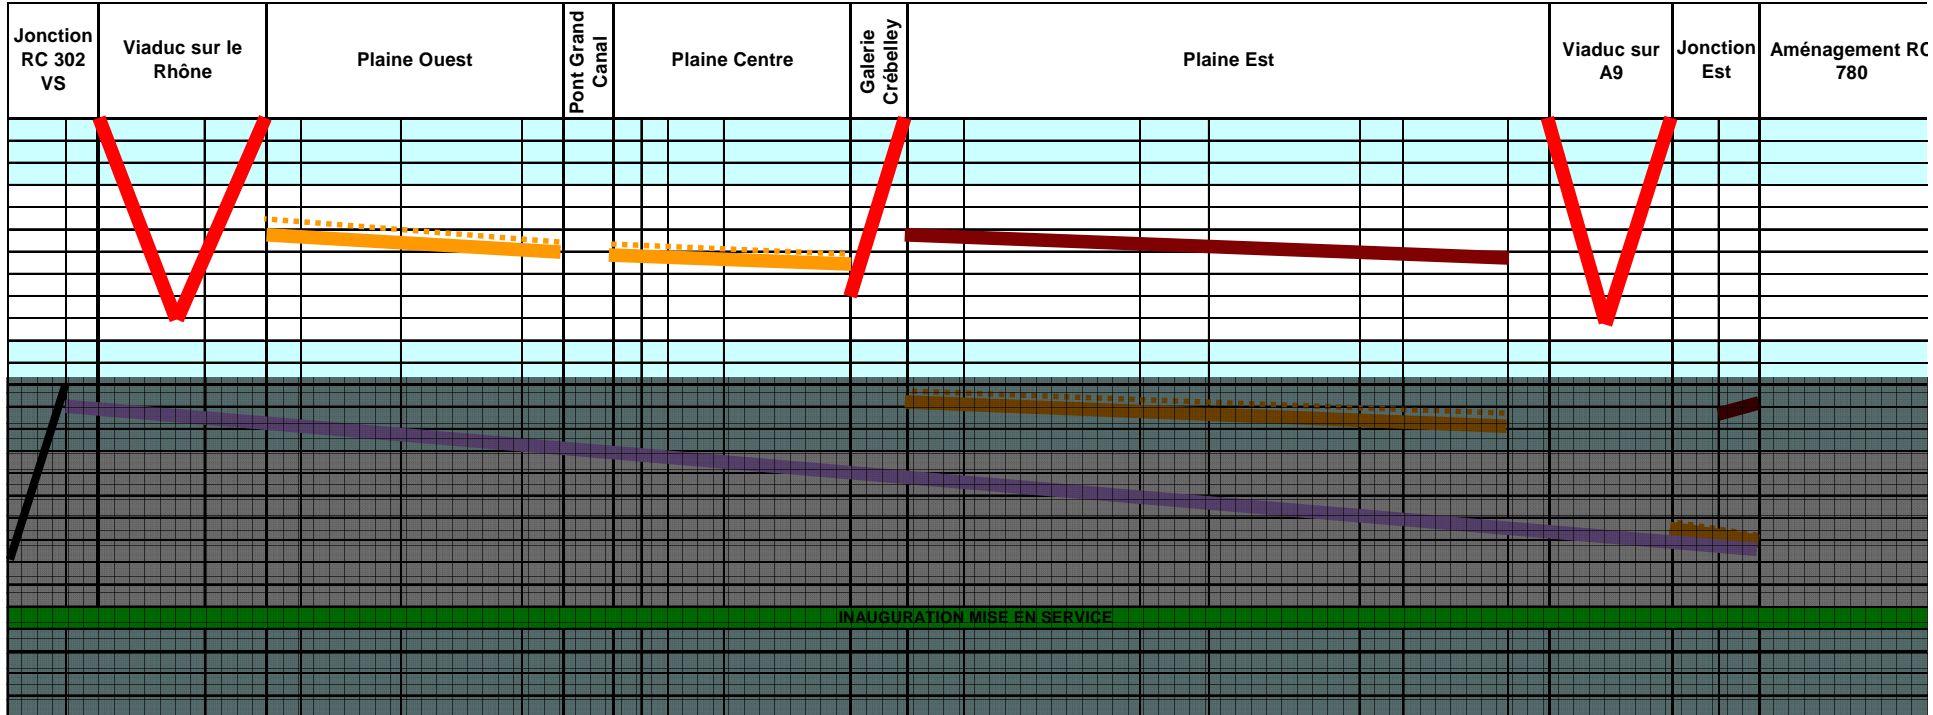 Jonction
RC 302
VS
Viaduc sur le
Rhône
Plaine Ouest
Pont Grand
Canal
Plaine Centre
Galerie
Crébelley
Plaine Est
Viaduc sur
A9
Jonction
Est
Aménagement RC
780
INAUGURATION MISE EN SERVICE